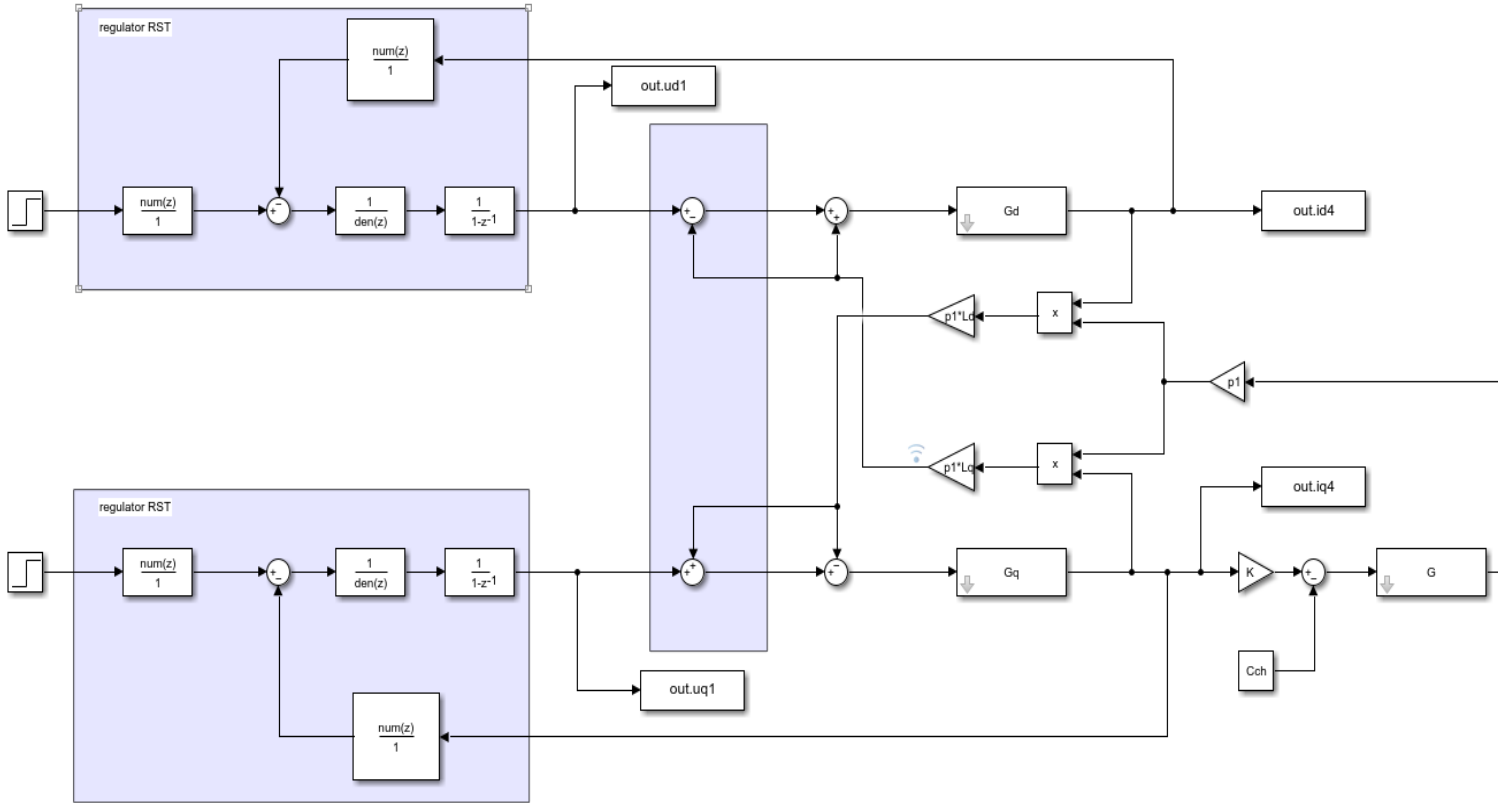 regulator RST
num(z)
1
out.ud1
num(z)
1
+
−
1
den(z)
1
1-z-1
+
−
+
+
Gd
out.id4
p1*Ld
x
p1
p1*Lq
x
out.iq4
regulator RST
num(z)
1
+
−
1
den(z)
1
1-z-1
+
+
+
−
Gq
K
+
−
G
Cch
out.uq1
num(z)
1